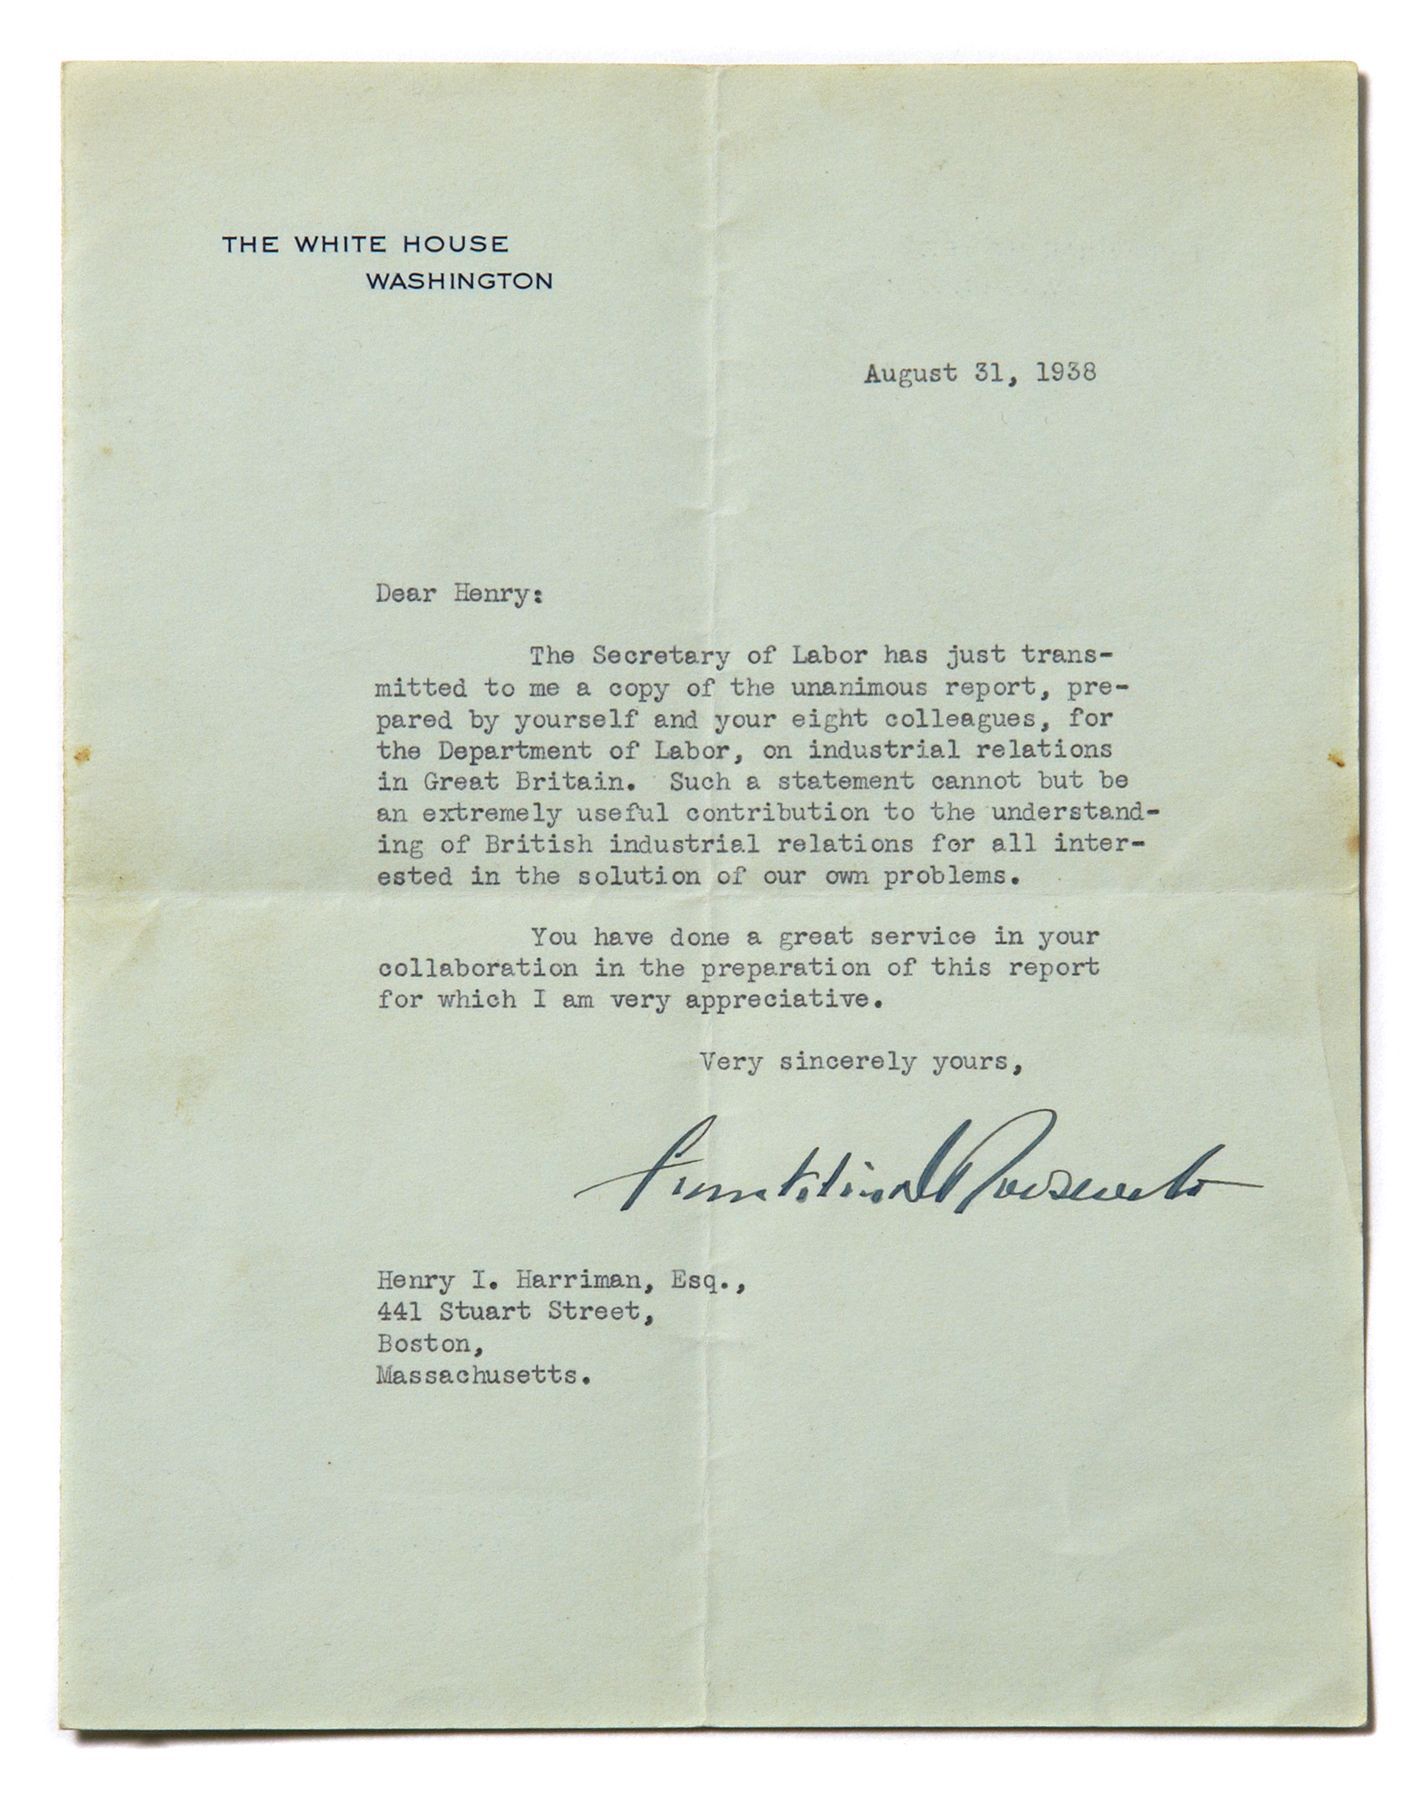 THE WHITE HOUSE
WASHINGTON
August 31, 1938
Dear Henry:
The Secretary of Labor has just trans-
mitted to me a copy of the unanimous report, pre-
pared by yourself and your eight colleagues, for
the Department of Labor, on industrial relations
in Great Britain. Such a statement cannot but be
an extremely useful contribution to the understand-
ing of British industrial relations for all inter-
ested in the solution of our own problems.
You have done a great service in your
collaboration in the preparation of this report
for which I am very appreciative.
Very sincerely yours,
Franklin D Roosevelt
Henry I. Harriman, Esq.,
441 Stuart Street,
Boston,
Massachusetts.